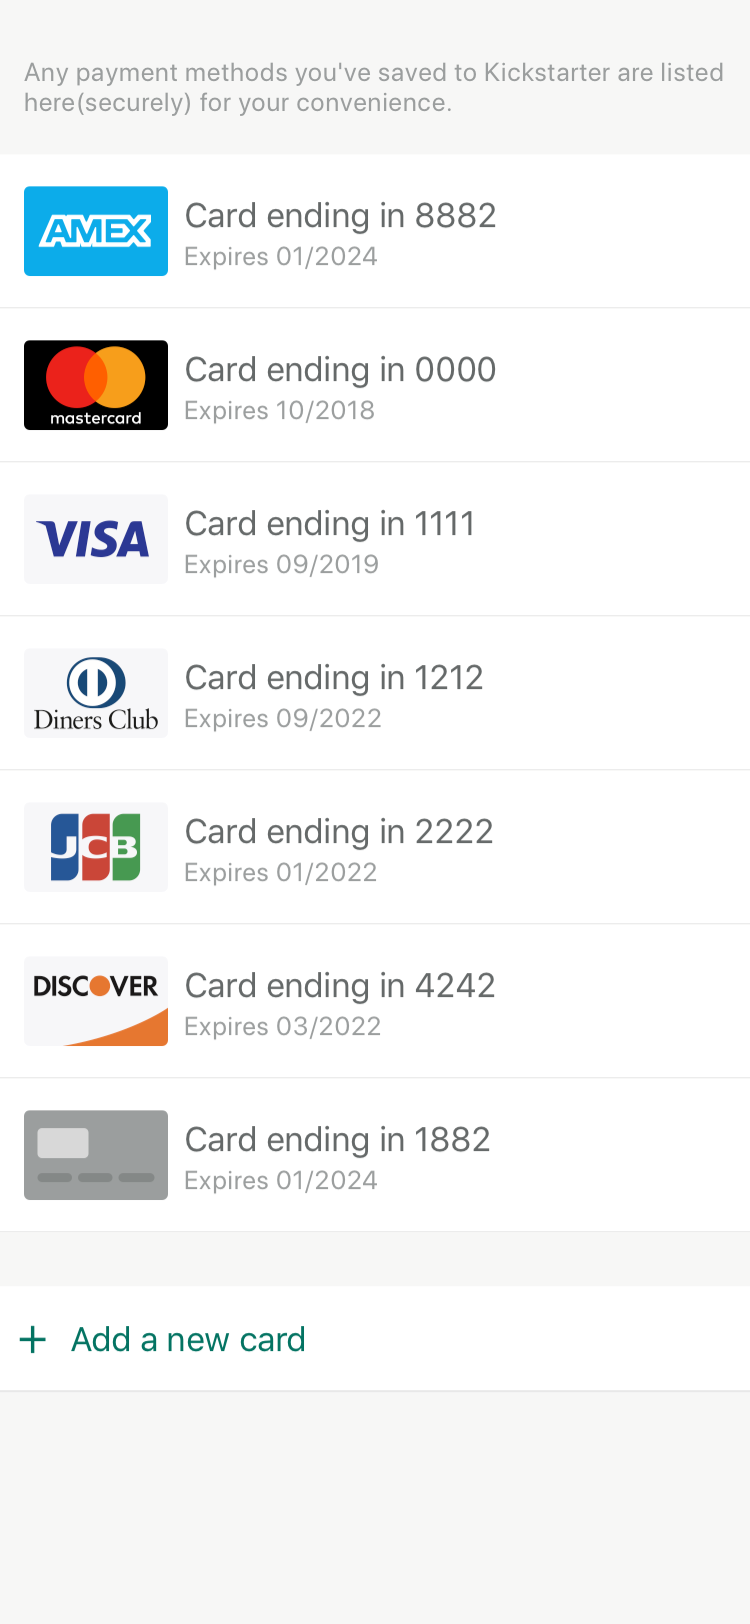 Any payment methods you've saved to Kickstarter are listed
here(securely) for your convenience.
AMEX
Card ending in 8882
Expires 01/2024
mastercard
Card ending in 0000
Expires 10/2018
VISA
Card ending in 1111
Expires 09/2019
Diners Club
Card ending in 1212
Expires 09/2022
JCB
Card ending in 2222
Expires 01/2022
DISCOVER
Card ending in 4242
Expires 03/2022
Card ending in 1882
Expires 01/2024
+ Add a new card